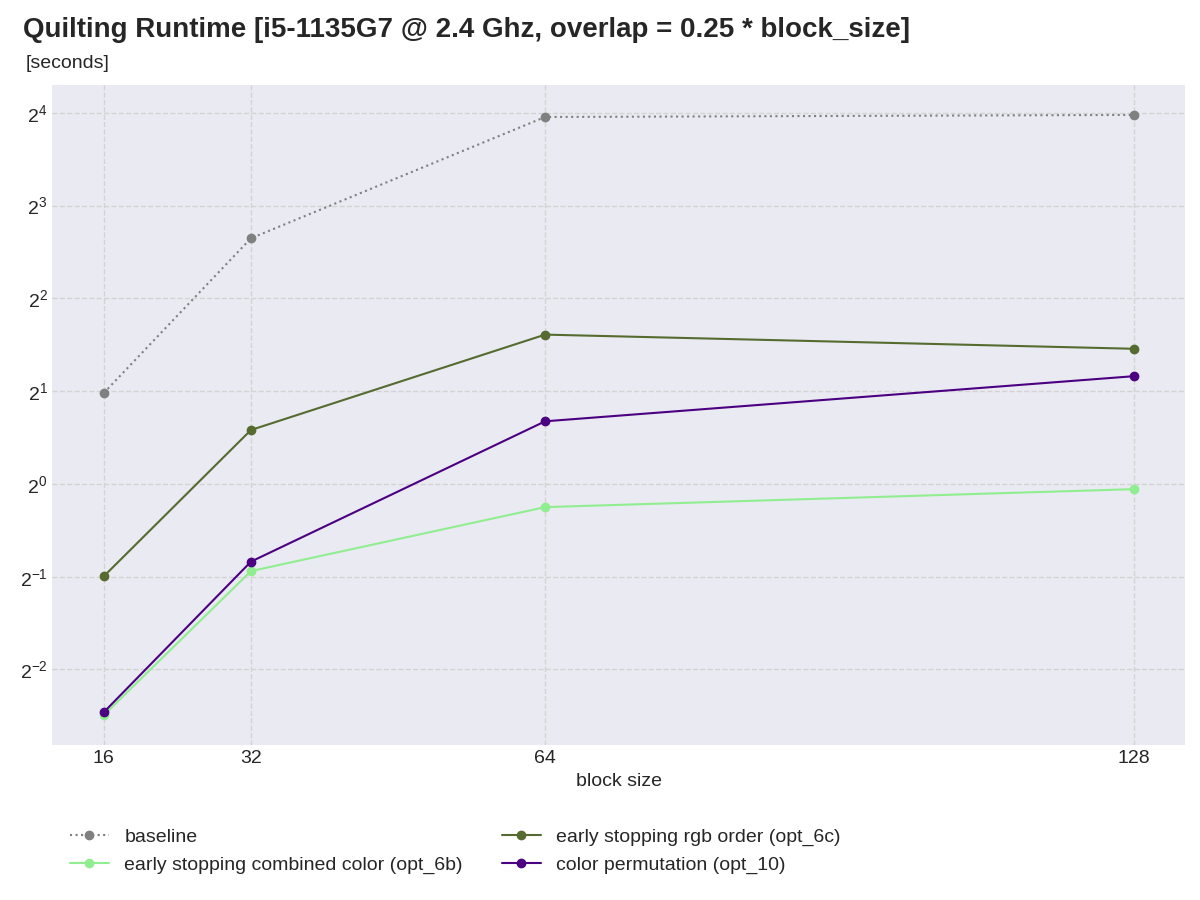 Quilting Runtime [i5-1135G7 @ 2.4 Ghz, overlap = 0.25 * block_size]
[seconds]
2⁴
2³
2²
2¹
2⁰
2⁻¹
2⁻²
16 32 64 128
block size
baseline
early stopping combined color (opt_6b)
early stopping rgb order (opt_6c)
color permutation (opt_10)